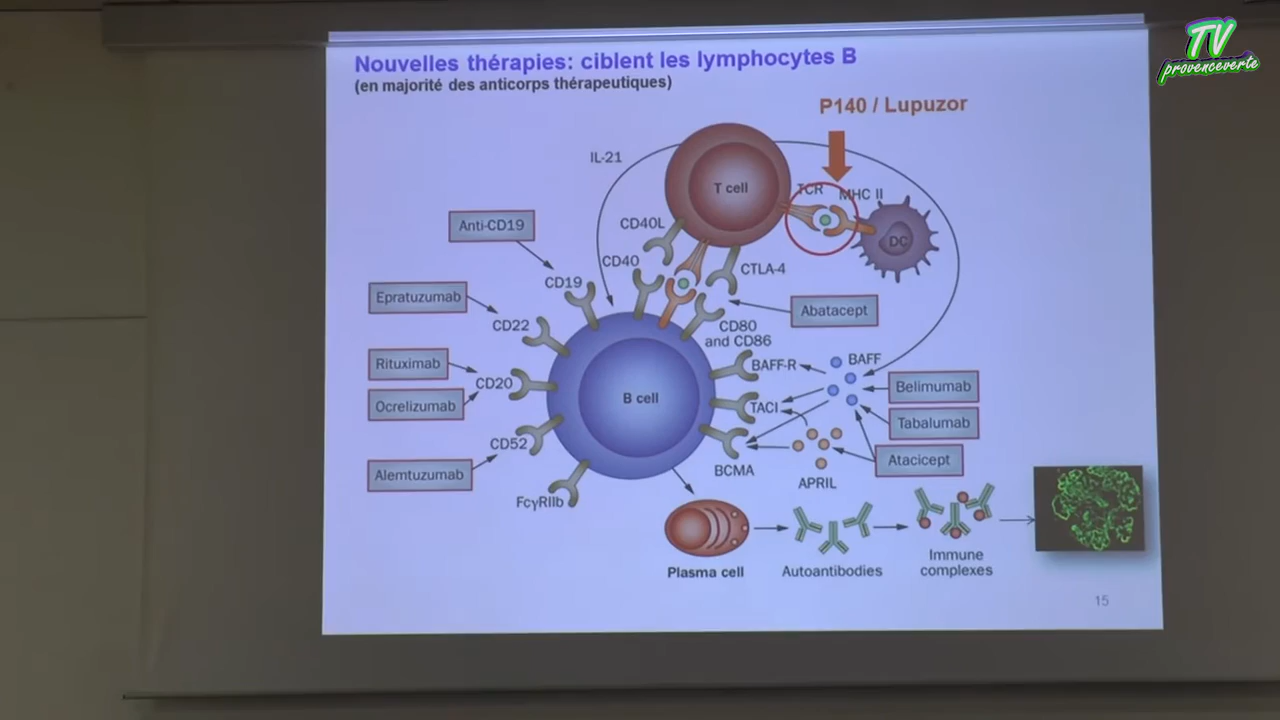 TV
provenceverte
Nouvelles thérapies: ciblent les lymphocytes B
(en majorité des anticorps thérapeutiques)
P140 / Lupuzor
IL-21
T cell
TCR
MHC II
DC
Anti-CD19
CD40L
CD40
CTLA-4
CD19
Epratuzumab
CD22
Abatacept
CD80
and CD86
Rituximab
CD20
Ocrelizumab
B cell
BAFF-R
BAFF
Belimumab
TACI
Tabalumab
CD52
Alemtuzumab
BCMA
Atacicept
APRIL
FcγRIIb
Plasma cell
Autoantibodies
Immune
complexes
15